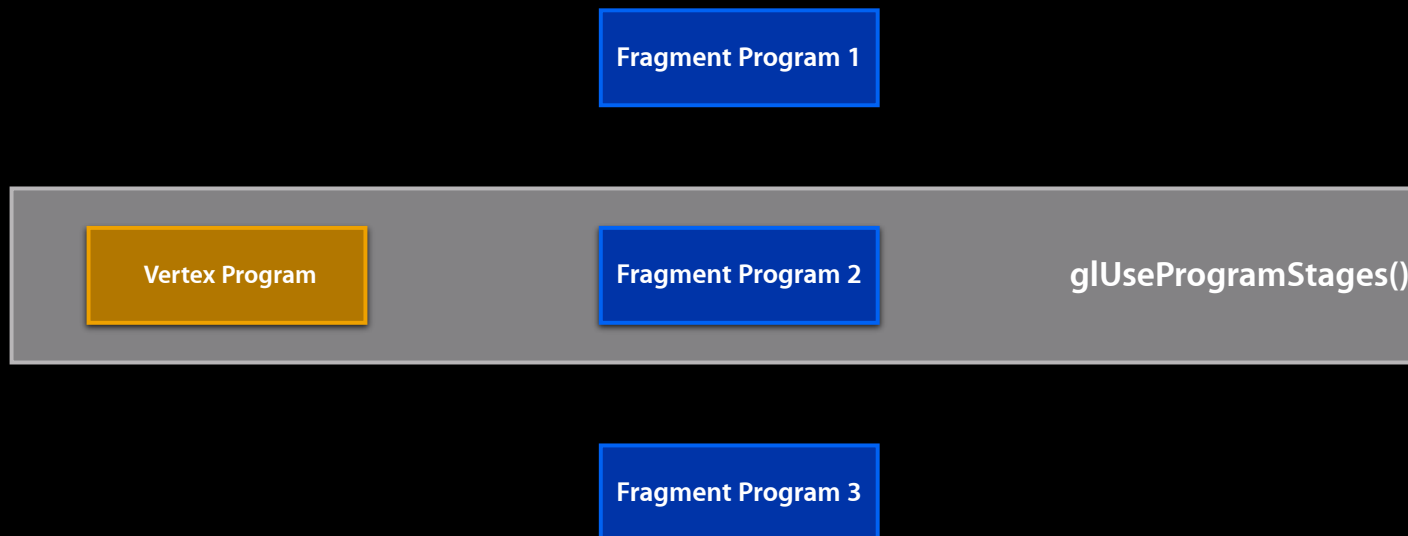 Fragment Program 1
Vertex Program
Fragment Program 2
glUseProgramStages()
Fragment Program 3